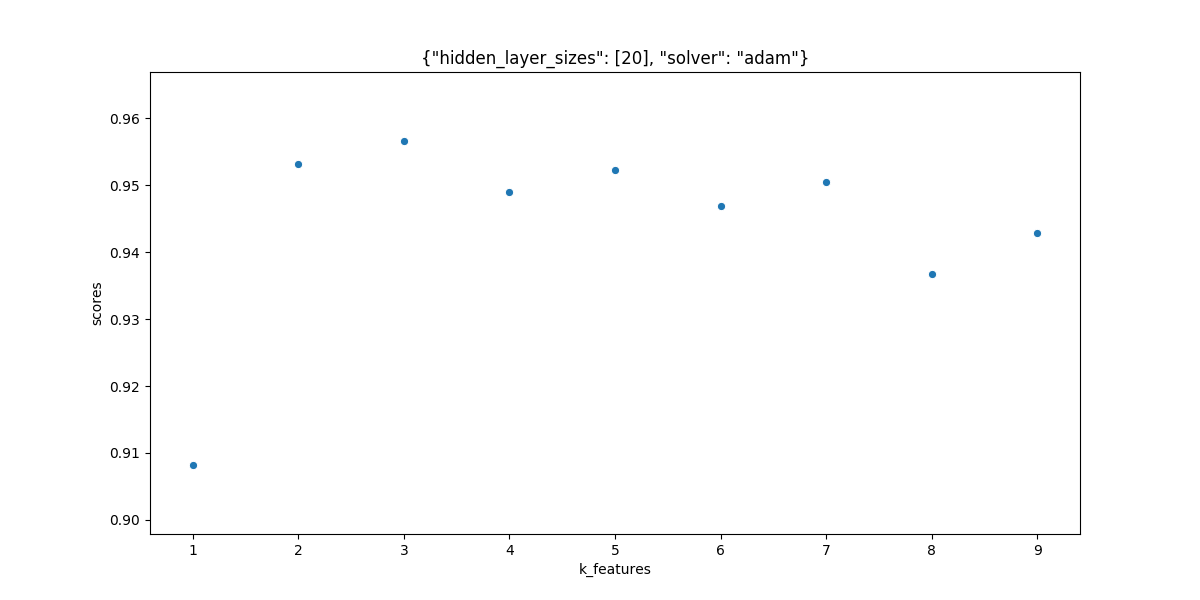 {"hidden_layer_sizes": [20], "solver": "adam"}
0.96
0.95
0.94
0.93
0.92
0.91
0.90
scores
1 2 3 4 5 6 7 8 9
k_features